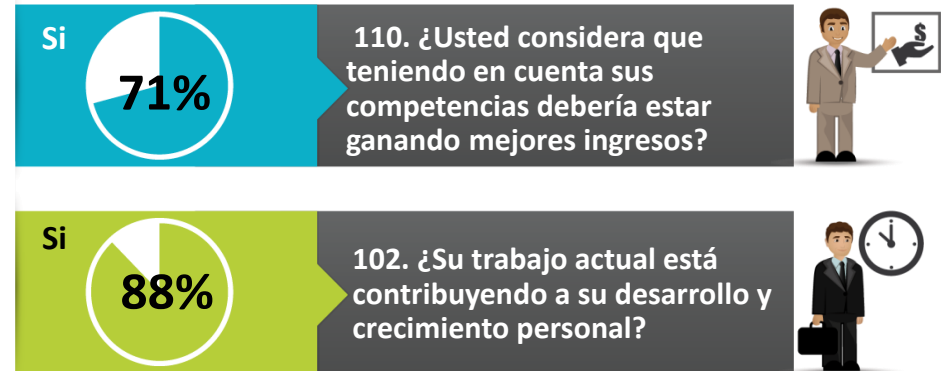 Si
71%
110. ¿Usted considera que
teniendo en cuenta sus
competencias debería estar
ganando mejores ingresos?
$
Si
88%
102. ¿Su trabajo actual está
contribuyendo a su desarrollo y
crecimiento personal?